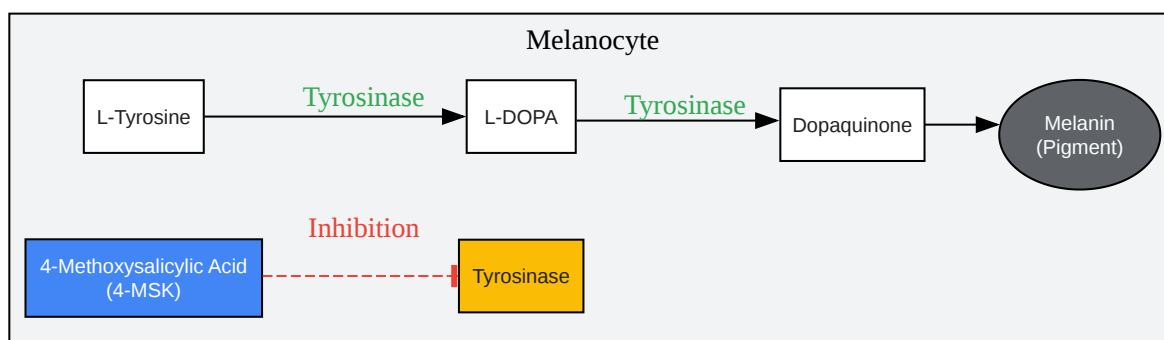 Melanocyte
L-Tyrosine
Tyrosinase
L-DOPA
Tyrosinase
Dopaquinone
Melanin
(Pigment)
4-Methoxysalicylic Acid
(4-MSK)
Inhibition
Tyrosinase